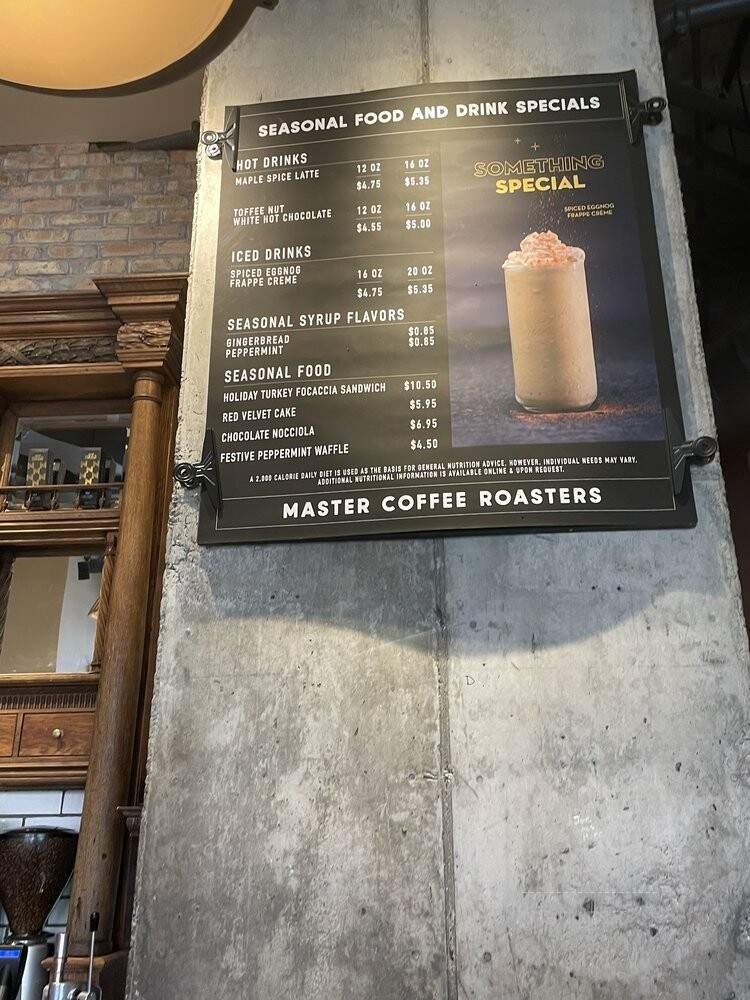 SEASONAL FOOD AND DRINK SPECIALS
HOT DRINKS
MAPLE SPICE LATTE 12 OZ 16 OZ
$4.75 $5.35
TOFFEE NUT
WHITE HOT CHOCOLATE 12 OZ 16 OZ
$4.55 $5.00
ICED DRINKS
SPICED EGGNOG
FRAPPE CREME 16 OZ 20 OZ
$4.75 $5.35
SEASONAL SYRUP FLAVORS
GINGERBREAD $0.85
PEPPERMINT $0.85
SEASONAL FOOD
HOLIDAY TURKEY FOCACCIA SANDWICH $10.50
RED VELVET CAKE $5.95
CHOCOLATE NOCCIOLA $6.95
FESTIVE PEPPERMINT WAFFLE $4.50
SOMETHING
SPECIAL
SPICED EGGNOG
FRAPPE CRÈME
A 2,000 CALORIE DAILY DIET IS USED AS THE BASIS FOR GENERAL NUTRITION ADVICE. HOWEVER, INDIVIDUAL NEEDS MAY VARY.
ADDITIONAL NUTRITIONAL INFORMATION IS AVAILABLE ONLINE & UPON REQUEST.
MASTER COFFEE ROASTERS